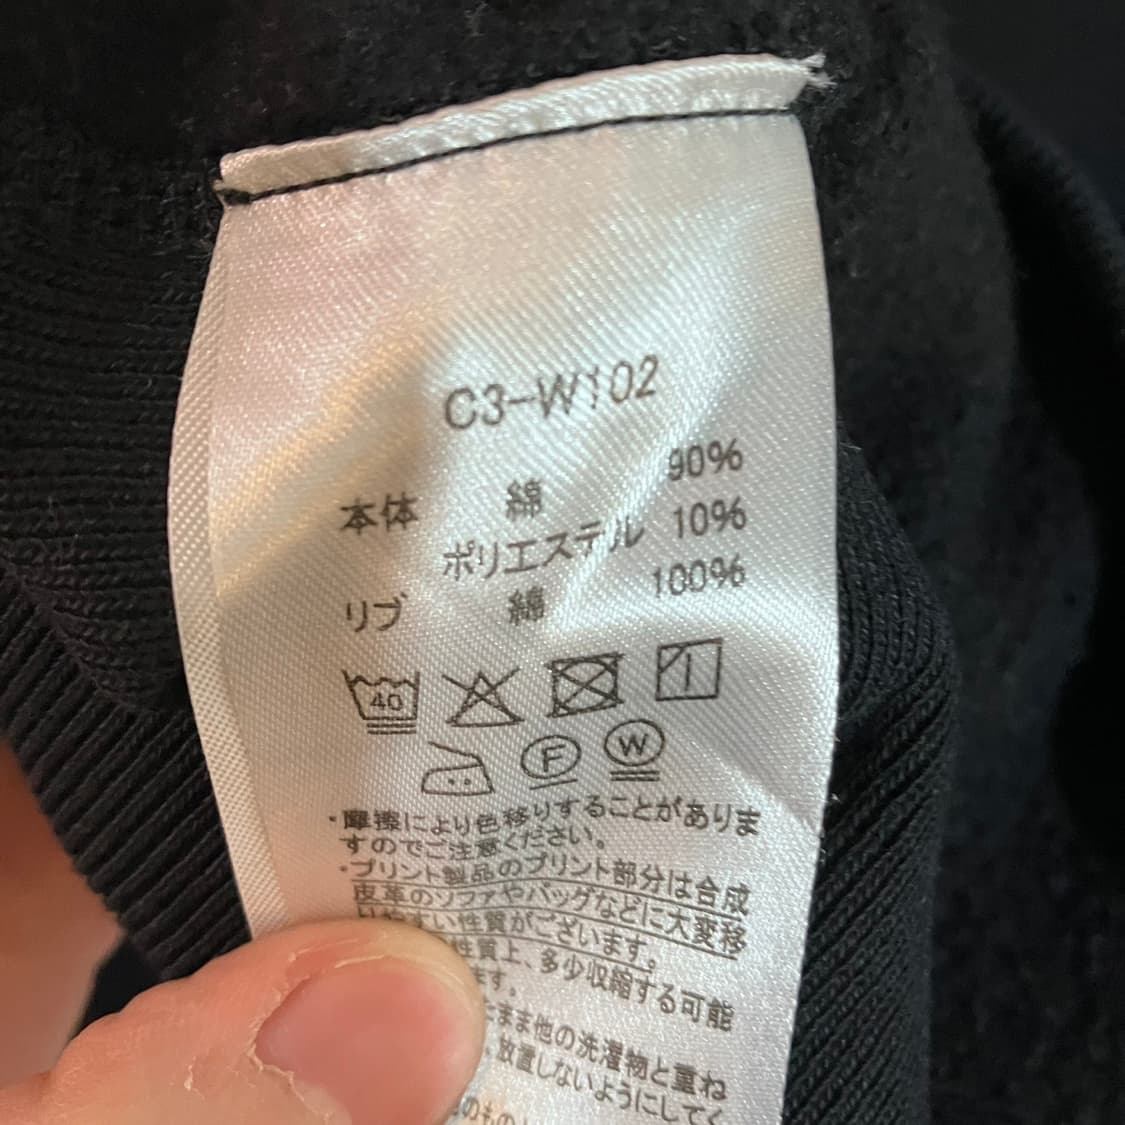 C3-W102
本体 綿 90%
ポリエステル 10%
リブ 綿 100%
40
F W
・摩擦により色移りすることがありま
すのでご注意ください。
・プリント製品のプリント部分は合成
皮革のソファやバッグなどに大変移
りやすい性質がございます。
性質上、多少収縮する可能
ます。
たまま他の洗濯物と重ね
、放置しないようにしてく
のもの